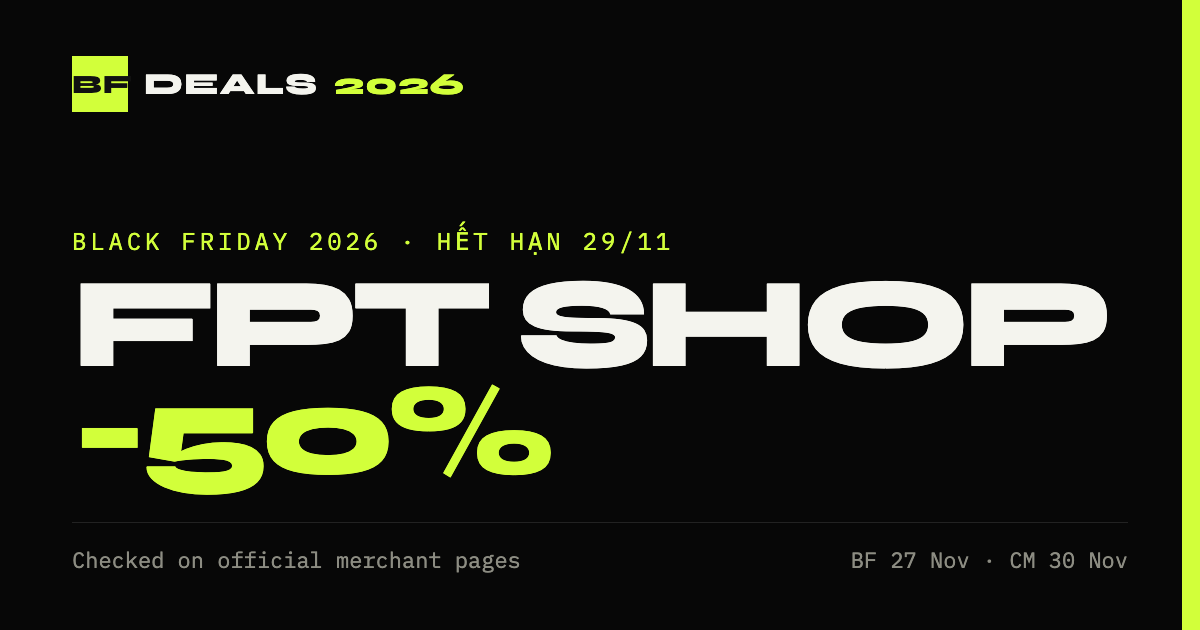 BF DEALS 2026
BLACK FRIDAY 2026 · HẾT HẠN 29/11
FPT SHOP
-50%
Checked on official merchant pages
BF 27 Nov · CM 30 Nov